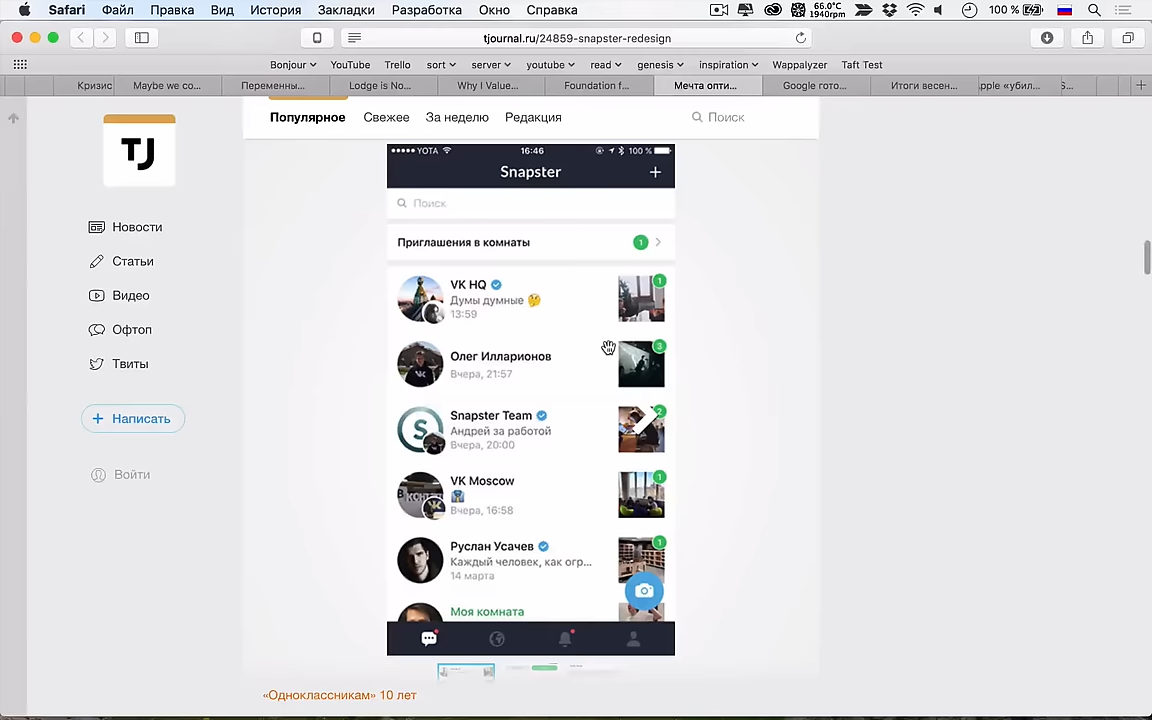 Safari Файл Правка Вид История Закладки Разработка Окно Справка 66.0°C 1940rpm 100 %
tjournal.ru/24859-snapster-redesign
Bonjour YouTube Trello sort server youtube read genesis inspiration Wappalyzer Taft Test
Кризис Maybe we co... Переменны... Lodge is No... Why I Value... Foundation f... Мечта опти... Google гото... Итоги весен... pple «убил... S...
Популярное Свежее За неделю Редакция Поиск
TJ
Новости
Статьи
Видео
Офтоп
Твиты
+ Написать
Войти
YOTA 16:46 100 %
Snapster +
Поиск
Приглашения в комнаты 1
VK HQ 1
Думы думные 🤔
13:59
Олег Илларионов 3
Вчера, 21:57
S
Snapster Team 2
Андрей за работой
Вчера, 20:00
VK Moscow 1
Вчера, 16:58
Руслан Усачев 1
Каждый человек, как огр...
14 марта
Моя комната
«Одноклассникам» 10 лет